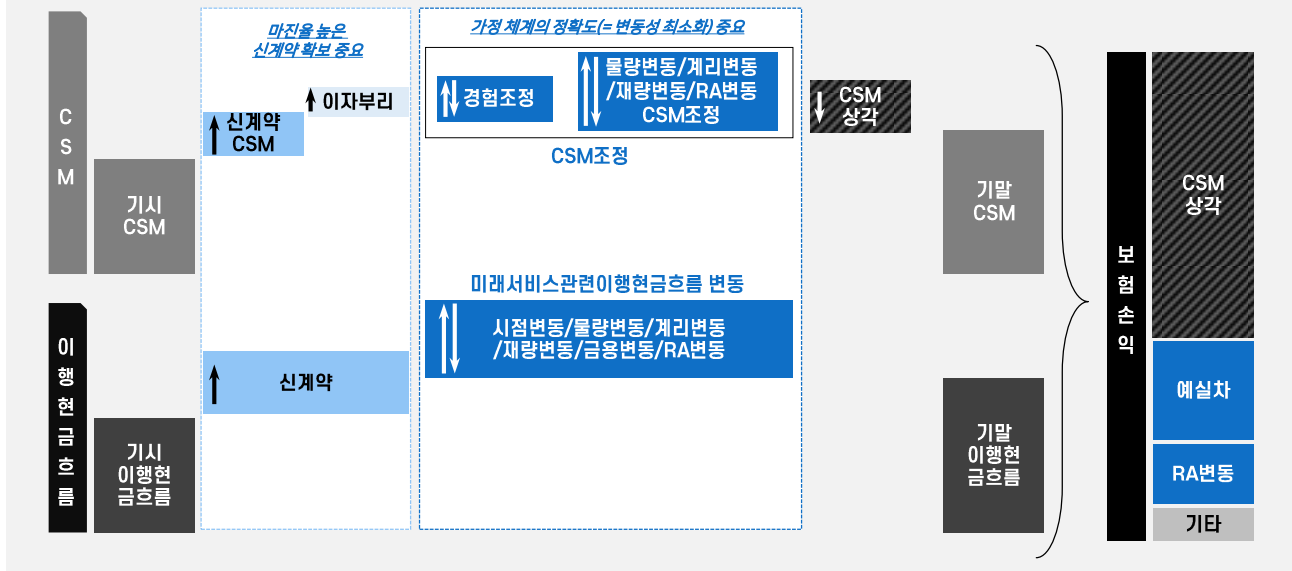 마진율 높은
신계약 확보 중요
가정 체계의 정확도(= 변동성 최소화) 중요
C
S
M
기시
CSM
신계약
CSM
이자부리
경험조정
물량변동/계리변동
/재량변동/RA변동
CSM조정
CSM조정
CSM
상각
기말
CSM
이
행
현
금
흐
름
기시
이행현
금흐름
신계약
미래서비스관련이행현금흐름 변동
시점변동/물량변동/계리변동
/재량변동/금융변동/RA변동
기말
이행현
금흐름
보
험
손
익
CSM
상각
예실차
RA변동
기타